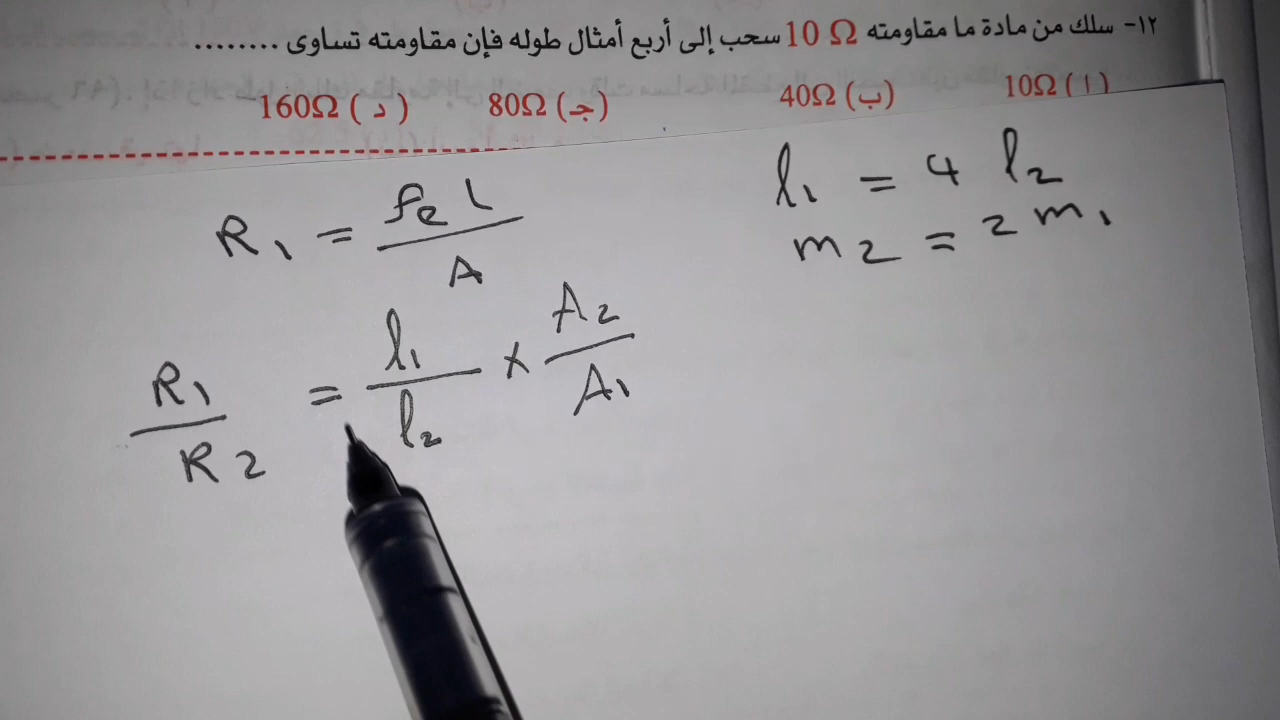 ١٢- سلك من مادة ما مقاومته 10 Ω سحب إلى أربع أمثال طوله فإن مقاومته تساوى ........
( ا ) 10Ω (ب) 40Ω (جـ) 80Ω ( د ) 160Ω
l₁ = 4 l₂
m₂ = 2 m₁
R₁ = ρe l / A
R₁ / R₂ = l₁ / l₂ × A₂ / A₁